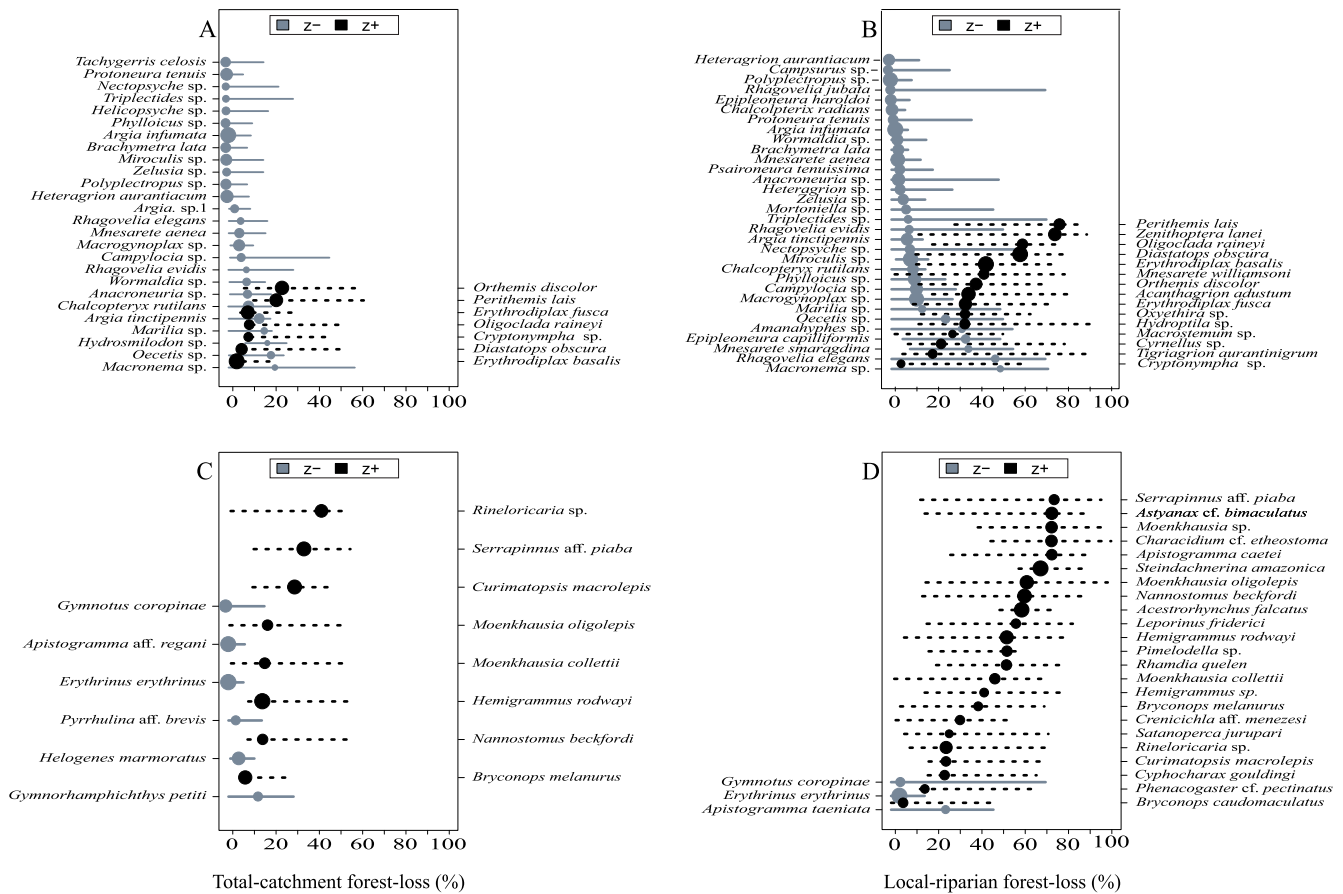 A
z− z+
Tachygerris celosis
Protoneura tenuis
Nectopsyche sp.
Triplectides sp.
Helicopsyche sp.
Phylloicus sp.
Argia infumata
Brachymetra lata
Miroculis sp.
Zelusia sp.
Polyplectropus sp.
Heteragrion aurantiacum
Argia. sp.1
Rhagovelia elegans
Mnesarete aenea
Macrogynoplax sp.
Campylocia sp.
Rhagovelia evidis
Wormaldia sp.
Anacroneuria sp.
Chalcopteryx rutilans
Argia tinctipennis
Marilia sp.
Hydrosmilodon sp.
Oecetis sp.
Macronema sp.
Orthemis discolor
Perithemis lais
Erythrodiplax fusca
Oligoclada raineyi
Cryptonympha sp.
Diastatops obscura
Erythrodiplax basalis
0 20 40 60 80 100
B
z− z+
Heteragrion aurantiacum
Campsurus sp.
Polyplectropus sp.
Rhagovelia jubata
Epipleoneura haroldoi
Chalcolpterix radians
Protoneura tenuis
Argia infumata
Wormaldia sp.
Brachymetra lata
Mnesarete aenea
Psaironeura tenuissima
Anacroneuria sp.
Heteragrion sp.
Zelusia sp.
Mortoniella sp.
Triplectides sp.
Rhagovelia evidis
Argia tinctipennis
Nectopsyche sp.
Miroculis sp.
Chalcopteryx rutilans
Phylloicus sp.
Campylocia sp.
Macrogynoplax sp.
Marilia sp.
Oecetis sp.
Amanahyphes sp.
Epipleoneura capilliformis
Mnesarete smaragdina
Rhagovelia elegans
Macronema sp.
Perithemis lais
Zenithoptera lanei
Oligoclada raineyi
Diastatops obscura
Erythrodiplax basalis
Mnesarete williamsoni
Orthemis discolor
Acanthagrion adustum
Erythrodiplax fusca
Oxyethira sp.
Hydroptila sp.
Macrostemum sp.
Cyrnellus sp.
Tigriagrion aurantinigrum
Cryptonympha sp.
0 20 40 60 80 100
C
z− z+
Gymnotus coropinae
Apistogramma aff. regani
Erythrinus erythrinus
Pyrrhulina aff. brevis
Helogenes marmoratus
Gymnorhamphichthys petiti
Rineloricaria sp.
Serrapinnus aff. piaba
Curimatopsis macrolepis
Moenkhausia oligolepis
Moenkhausia collettii
Hemigrammus rodwayi
Nannostomus beckfordi
Bryconops melanurus
0 20 40 60 80 100
Total-catchment forest-loss (%)
D
z− z+
Gymnotus coropinae
Erythrinus erythrinus
Apistogramma taeniata
Serrapinnus aff. piaba
Astyanax cf. bimaculatus
Moenkhausia sp.
Characidium cf. etheostoma
Apistogramma caetei
Steindachnerina amazonica
Moenkhausia oligolepis
Nannostomus beckfordi
Acestrorhynchus falcatus
Leporinus friderici
Hemigrammus rodwayi
Pimelodella sp.
Rhamdia quelen
Moenkhausia collettii
Hemigrammus sp.
Bryconops melanurus
Crenicichla aff. menezesi
Satanoperca jurupari
Rineloricaria sp.
Curimatopsis macrolepis
Cyphocharax gouldingi
Phenacogaster cf. pectinatus
Bryconops caudomaculatus
0 20 40 60 80 100
Local-riparian forest-loss (%)